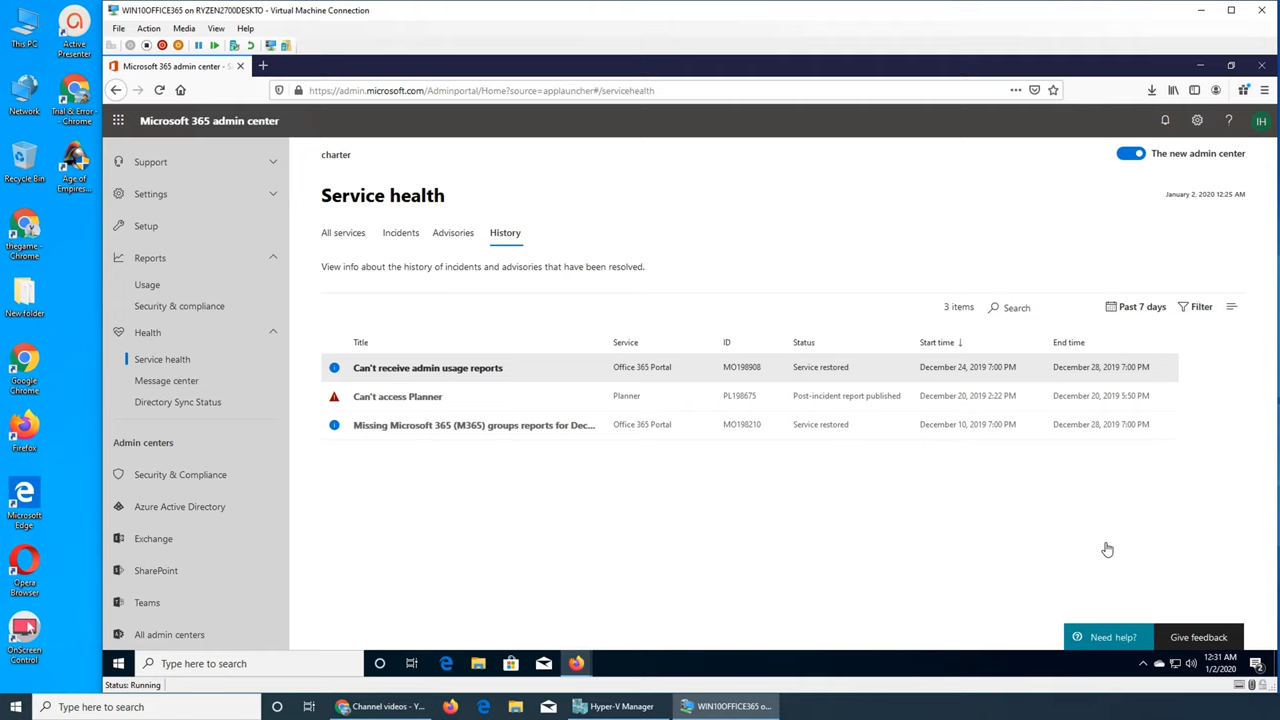 WIN10OFFICE365 on RYZEN2700DESKTO - Virtual Machine Connection
File Action Media View Help
Microsoft 365 admin center - S
https://admin.microsoft.com/Adminportal/Home?source=applauncher#/servicehealth
Microsoft 365 admin center
IH
This PC
Active Presenter
Network
Trial & Error - Chrome
Recycle Bin
Age of Empires...
thegame - Chrome
New folder
Google Chrome
Firefox
Microsoft Edge
Opera Browser
OnScreen Control
Support
Settings
Setup
Reports
Usage
Security & compliance
Health
Service health
Message center
Directory Sync Status
Admin centers
Security & Compliance
Azure Active Directory
Exchange
SharePoint
Teams
All admin centers
charter
The new admin center
Service health
January 2, 2020 12:25 AM
All services Incidents Advisories History
View info about the history of incidents and advisories that have been resolved.
3 items Search Past 7 days Filter
Title Service ID Status Start time ↓ End time
Can't receive admin usage reports Office 365 Portal MO198908 Service restored December 24, 2019 7:00 PM December 28, 2019 7:00 PM
Can't access Planner Planner PL198675 Post-incident report published December 20, 2019 2:22 PM December 20, 2019 5:50 PM
Missing Microsoft 365 (M365) groups reports for Dec... Office 365 Portal MO198210 Service restored December 10, 2019 7:00 PM December 28, 2019 7:00 PM
Need help? Give feedback
Type here to search
12:31 AM
1/2/2020
2
Status: Running
Type here to search
Channel videos - Y...
Hyper-V Manager
WIN10OFFICE365 o...